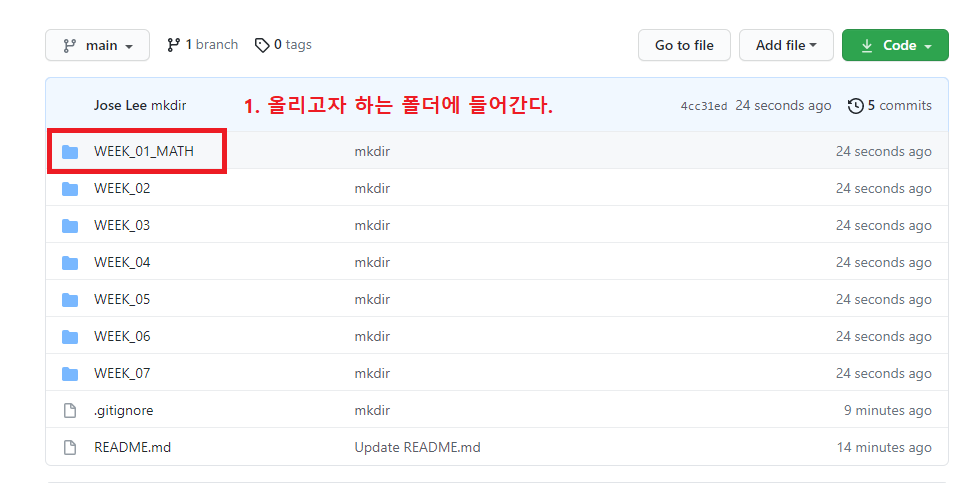 main 1 branch 0 tags Go to file Add file Code
Jose Lee mkdir 1. 올리고자 하는 폴더에 들어간다. 4cc31ed 24 seconds ago 5 commits
WEEK_01_MATH mkdir 24 seconds ago
WEEK_02 mkdir 24 seconds ago
WEEK_03 mkdir 24 seconds ago
WEEK_04 mkdir 24 seconds ago
WEEK_05 mkdir 24 seconds ago
WEEK_06 mkdir 24 seconds ago
WEEK_07 mkdir 24 seconds ago
.gitignore mkdir 9 minutes ago
README.md Update README.md 14 minutes ago